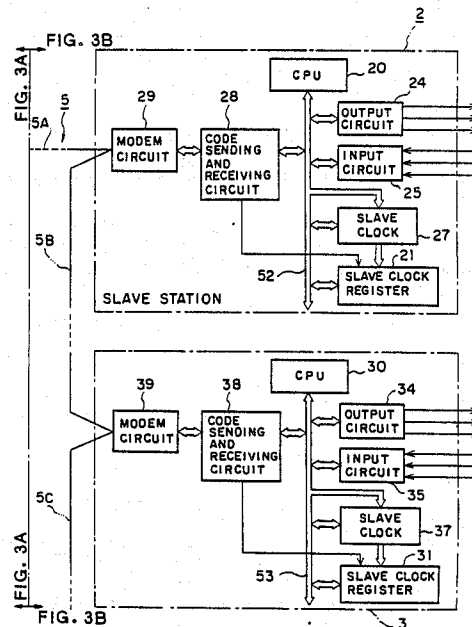 FIG. 3B
FIG. 3A
2
CPU
20
29
28
24
5A
5
MODEM
CIRCUIT
CODE
SENDING
AND
RECEIVING
CIRCUIT
OUTPUT
CIRCUIT
INPUT
CIRCUIT
25
5B
SLAVE
CLOCK
27
52
21
SLAVE CLOCK
REGISTER
SLAVE STATION
CPU
30
39
38
34
MODEM
CIRCUIT
CODE
SENDING
AND
RECEIVING
CIRCUIT
OUTPUT
CIRCUIT
INPUT
CIRCUIT
35
5C
SLAVE
CLOCK
37
53
31
SLAVE CLOCK
REGISTER
FIG. 3A
FIG. 3B
3